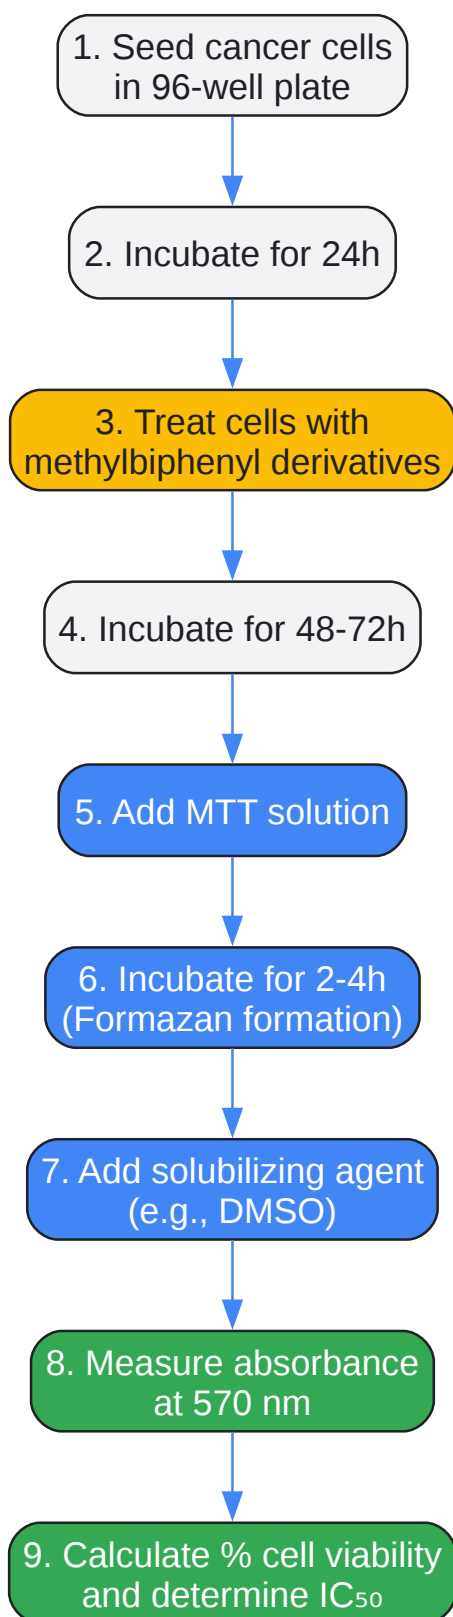 1. Seed cancer cells
in 96-well plate
2. Incubate for 24h
3. Treat cells with
methylbiphenyl derivatives
4. Incubate for 48-72h
5. Add MTT solution
6. Incubate for 2-4h
(Formazan formation)
7. Add solubilizing agent
(e.g., DMSO)
8. Measure absorbance
at 570 nm
9. Calculate % cell viability
and determine IC₅₀